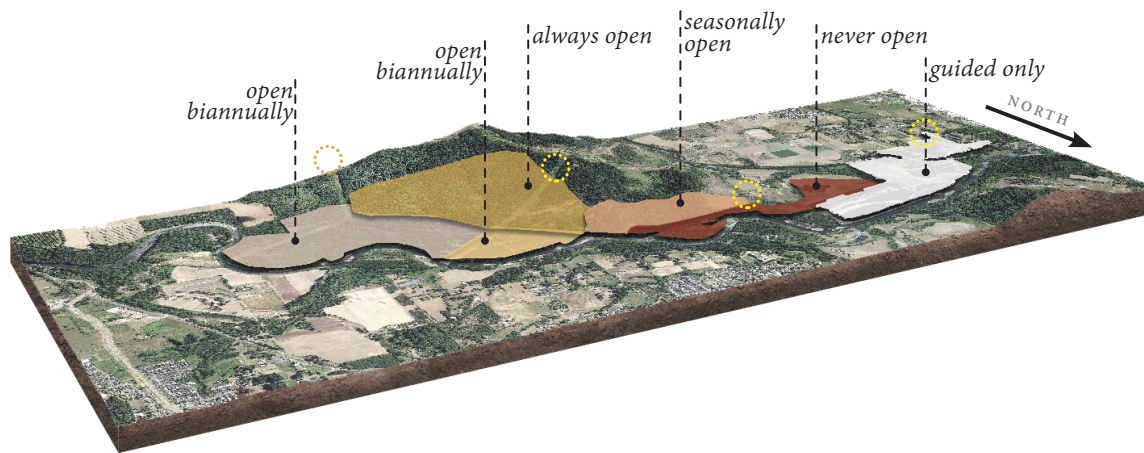 open
biannually
open
biannually
always open
seasonally
open
never open
guided only
NORTH